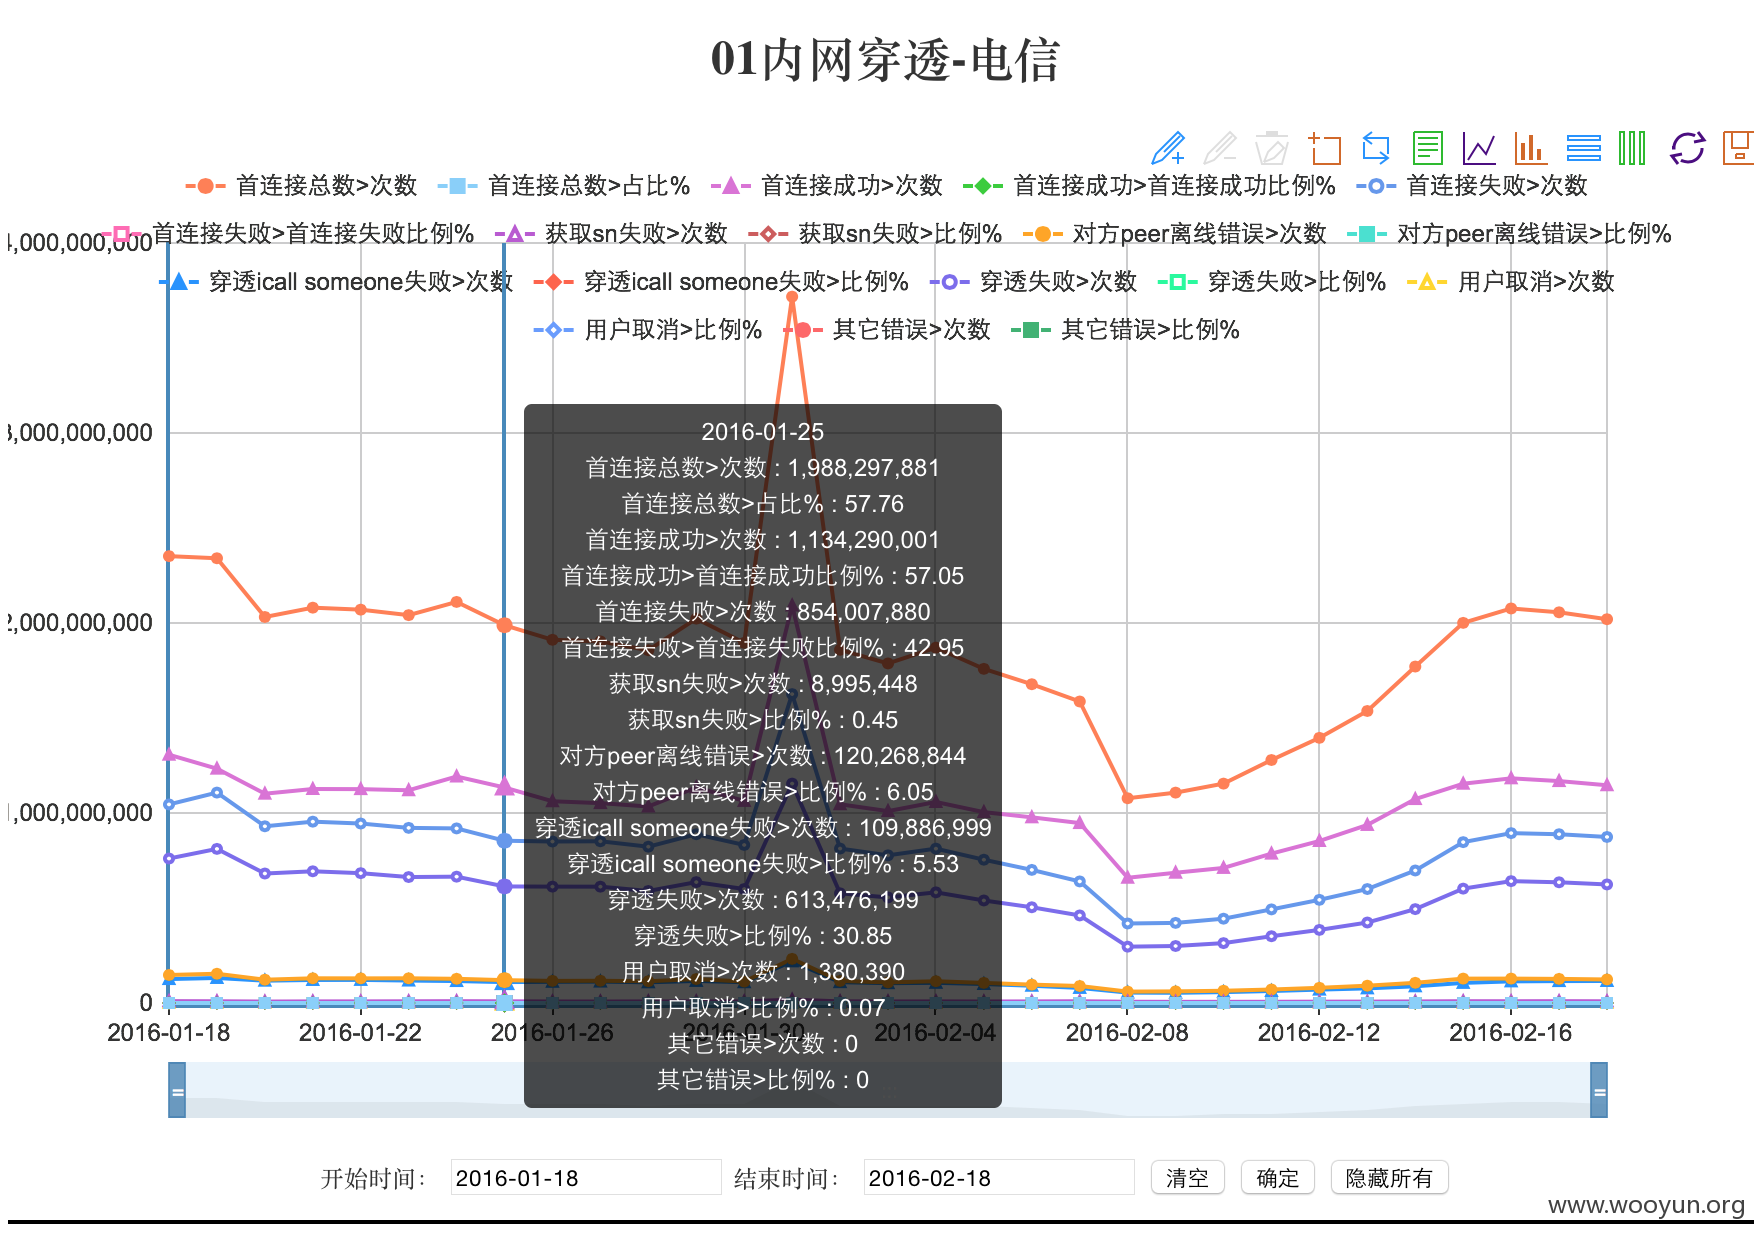 01内网穿透-电信
首连接总数>次数 首连接总数>占比% 首连接成功>次数 首连接成功>首连接成功比例% 首连接失败>次数
首连接失败>首连接失败比例% 获取sn失败>次数 获取sn失败>比例% 对方peer离线错误>次数 对方peer离线错误>比例%
4,000,000,000
穿透icall someone失败>次数 穿透icall someone失败>比例% 穿透失败>次数 穿透失败>比例% 用户取消>次数
用户取消>比例% 其它错误>次数 其它错误>比例%
3,000,000,000
2,000,000,000
1,000,000,000
0
2016-01-25
首连接总数>次数 : 1,988,297,881
首连接总数>占比% : 57.76
首连接成功>次数 : 1,134,290,001
首连接成功>首连接成功比例% : 57.05
首连接失败>次数 : 854,007,880
首连接失败>首连接失败比例% : 42.95
获取sn失败>次数 : 8,995,448
获取sn失败>比例% : 0.45
对方peer离线错误>次数 : 120,268,844
对方peer离线错误>比例% : 6.05
穿透icall someone失败>次数 : 109,886,999
穿透icall someone失败>比例% : 5.53
穿透失败>次数 : 613,476,199
穿透失败>比例% : 30.85
用户取消>次数 : 1,380,390
用户取消>比例% : 0.07
其它错误>次数 : 0
其它错误>比例% : 0
2016-01-18 2016-01-22 2016-01-26 2016-01-30 2016-02-04 2016-02-08 2016-02-12 2016-02-16
开始时间： 2016-01-18 结束时间： 2016-02-18 清空 确定 隐藏所有
www.wooyun.org